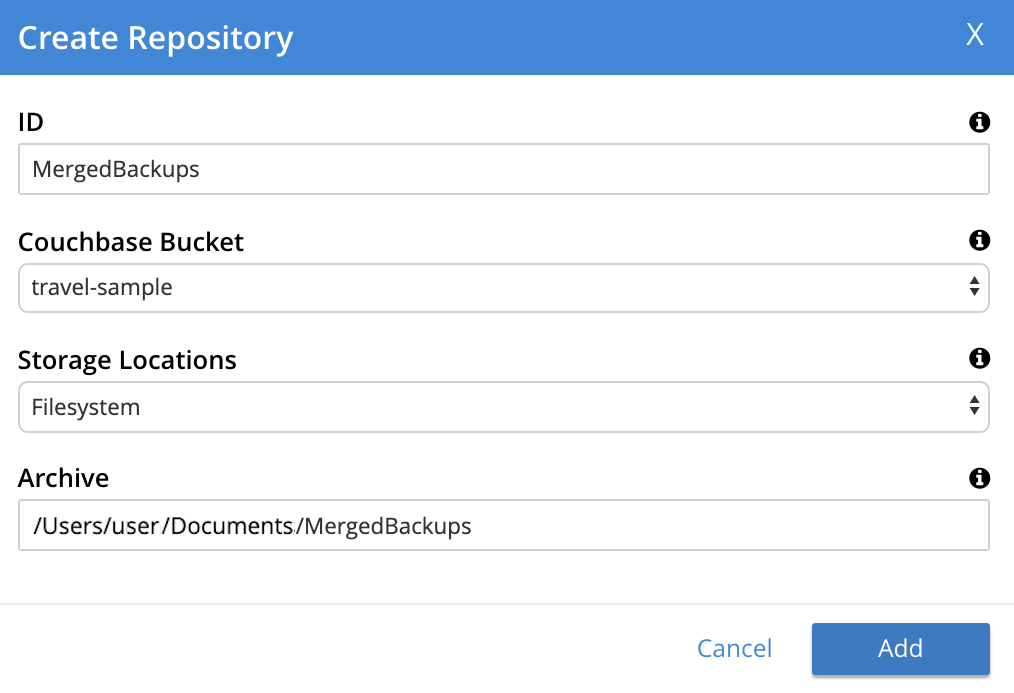 Create Repository X
ID
MergedBackups
Couchbase Bucket
travel-sample
Storage Locations
Filesystem
Archive
/Users/user/Documents/MergedBackups
Cancel Add